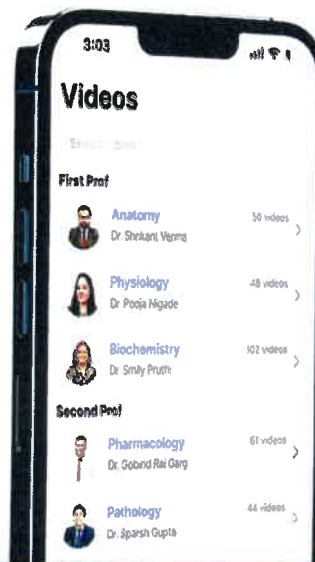 3:03
Videos
First Prof
Anatomy
50 videos
Dr. Shrikant Verma
Physiology
48 videos
Dr Pooja Nigade
Biochemistry
102 videos
Dr. Smily Pruthi
Second Prof
Pharmacology
61 videos
Dr. Gobind Rai Garg
Pathology
44 videos
Dr. Sparsh Gupta